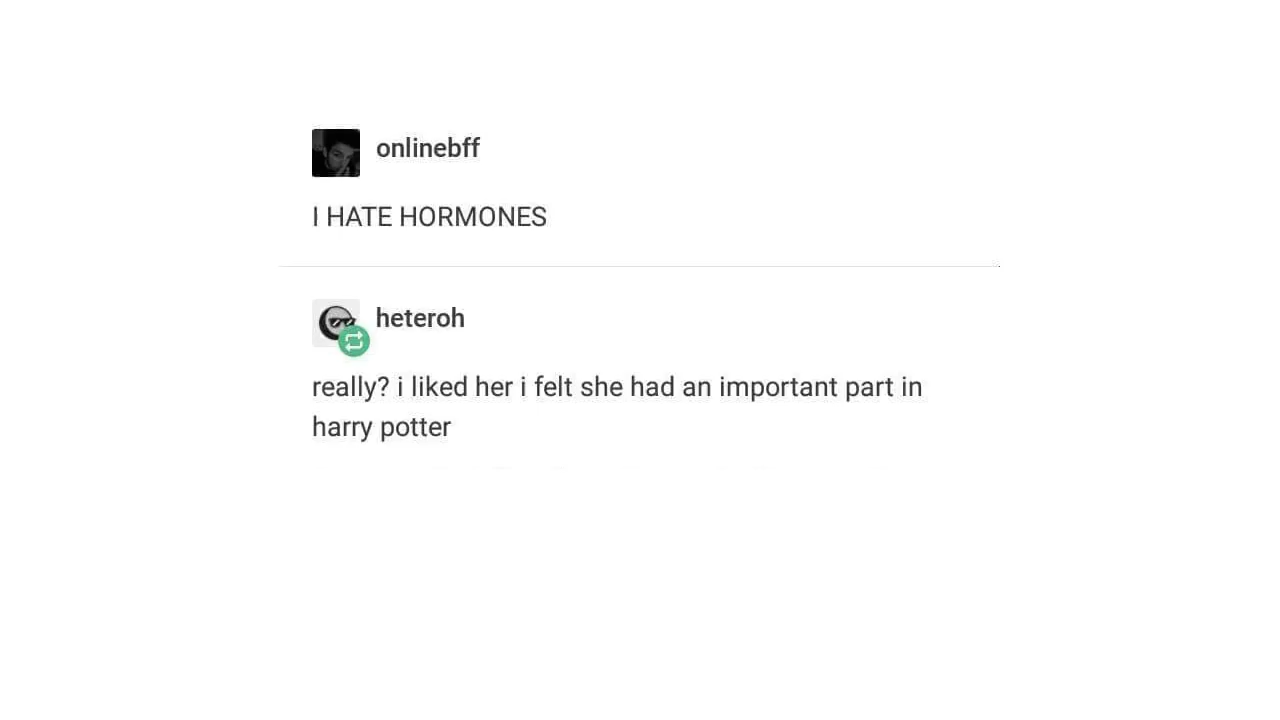 onlinebff
I HATE HORMONES
heteroh
really? i liked her i felt she had an important part in
harry potter